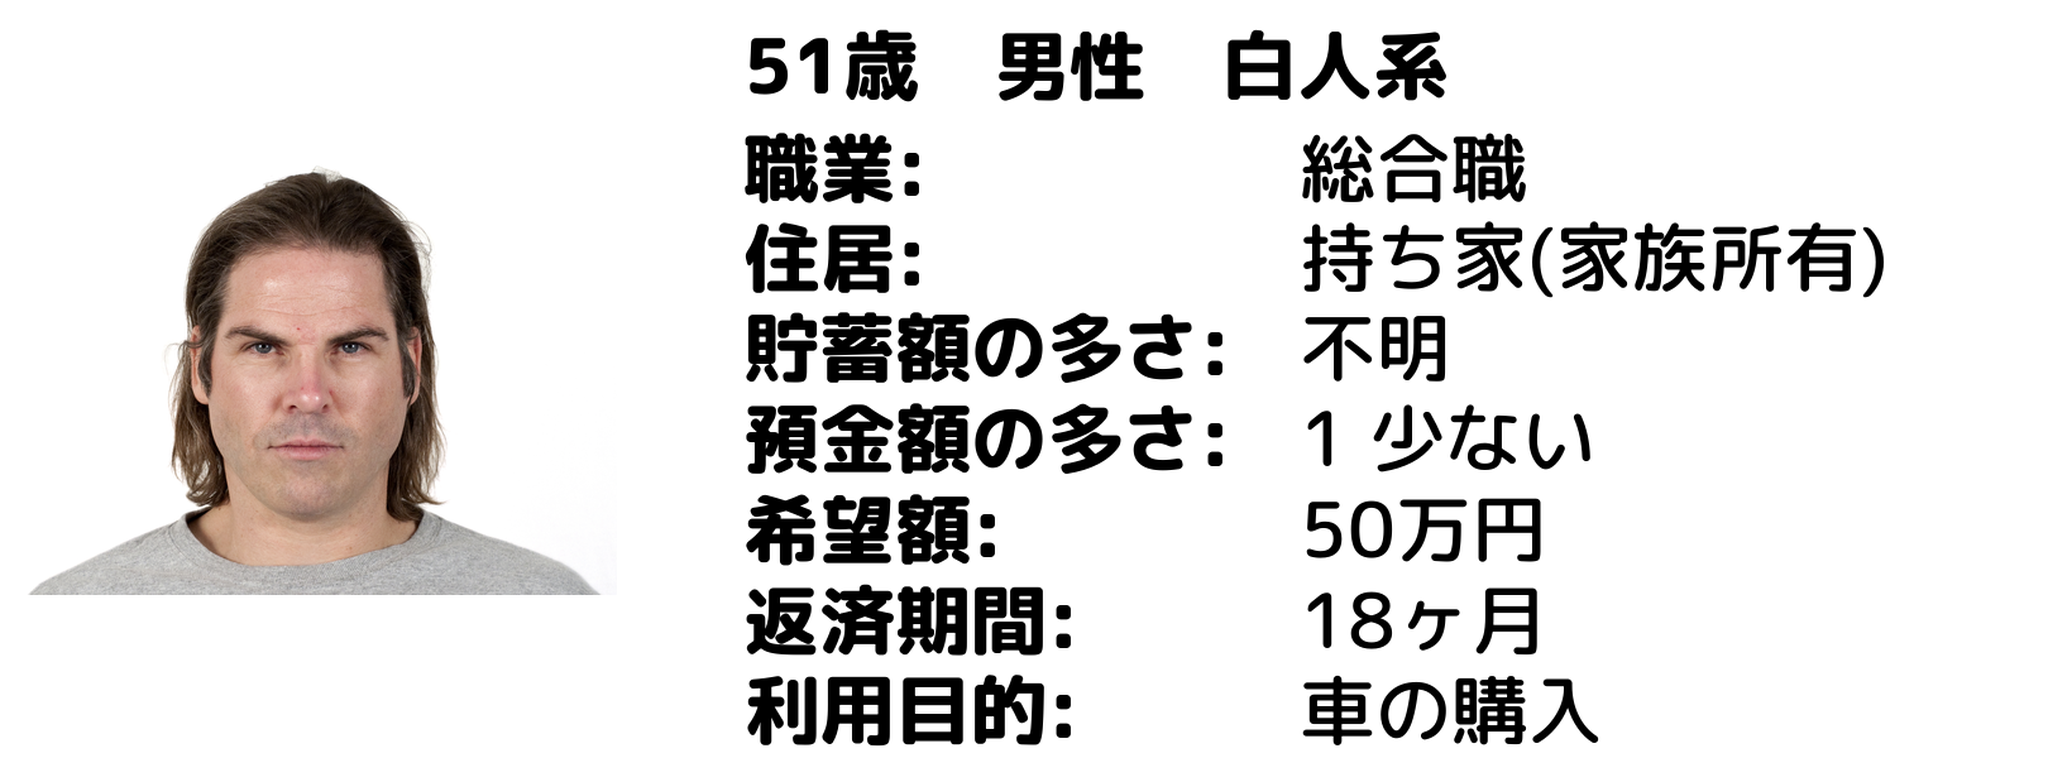 51歳　男性　白人系
職業: 総合職
住居: 持ち家(家族所有)
貯蓄額の多さ: 不明
預金額の多さ: 1 少ない
希望額: 50万円
返済期間: 18ヶ月
利用目的: 車の購入